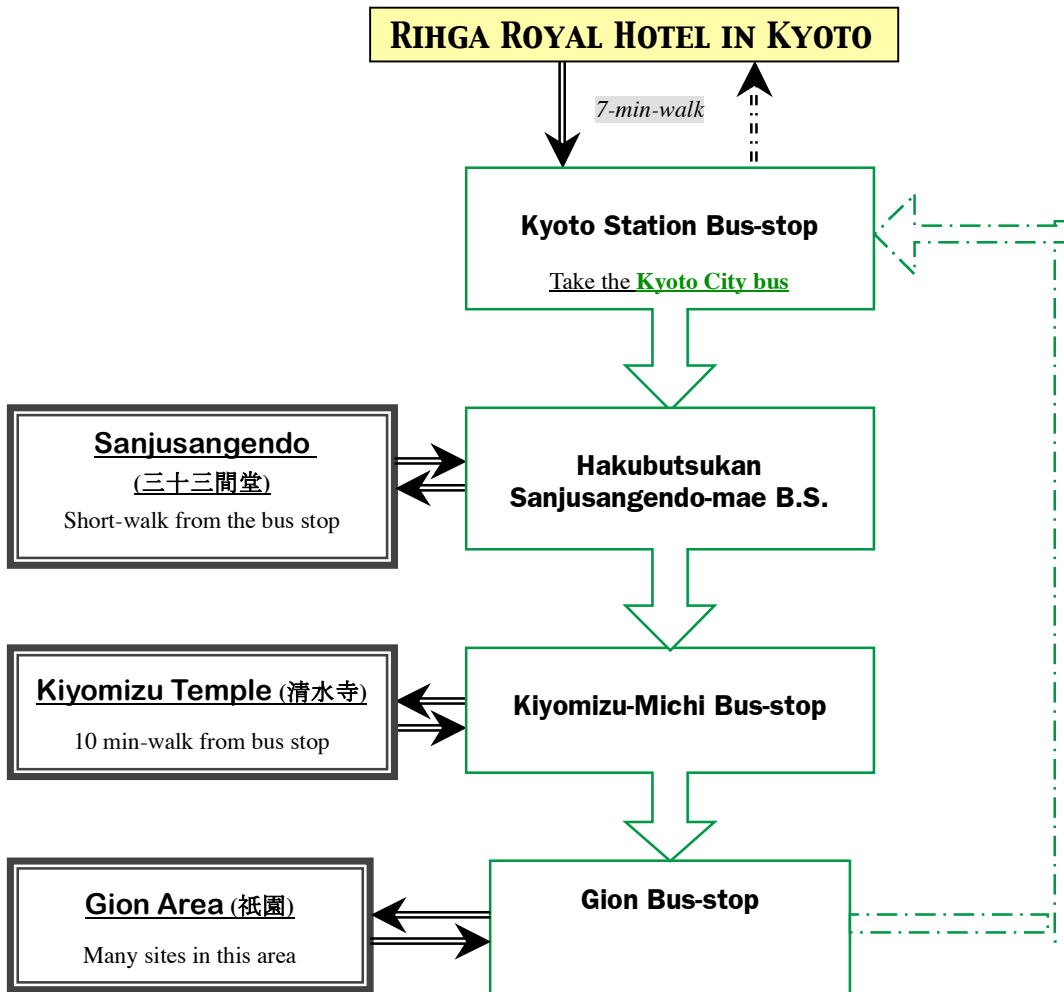 RIHGA ROYAL HOTEL IN KYOTO
7-min-walk
Kyoto Station Bus-stop
Take the Kyoto City bus
Sanjusangendo
(三十三間堂)
Short-walk from the bus stop
Hakubutsukan
Sanjusangendo-mae B.S.
Kiyomizu Temple (清水寺)
10 min-walk from bus stop
Kiyomizu-Michi Bus-stop
Gion Area (祇園)
Many sites in this area
Gion Bus-stop